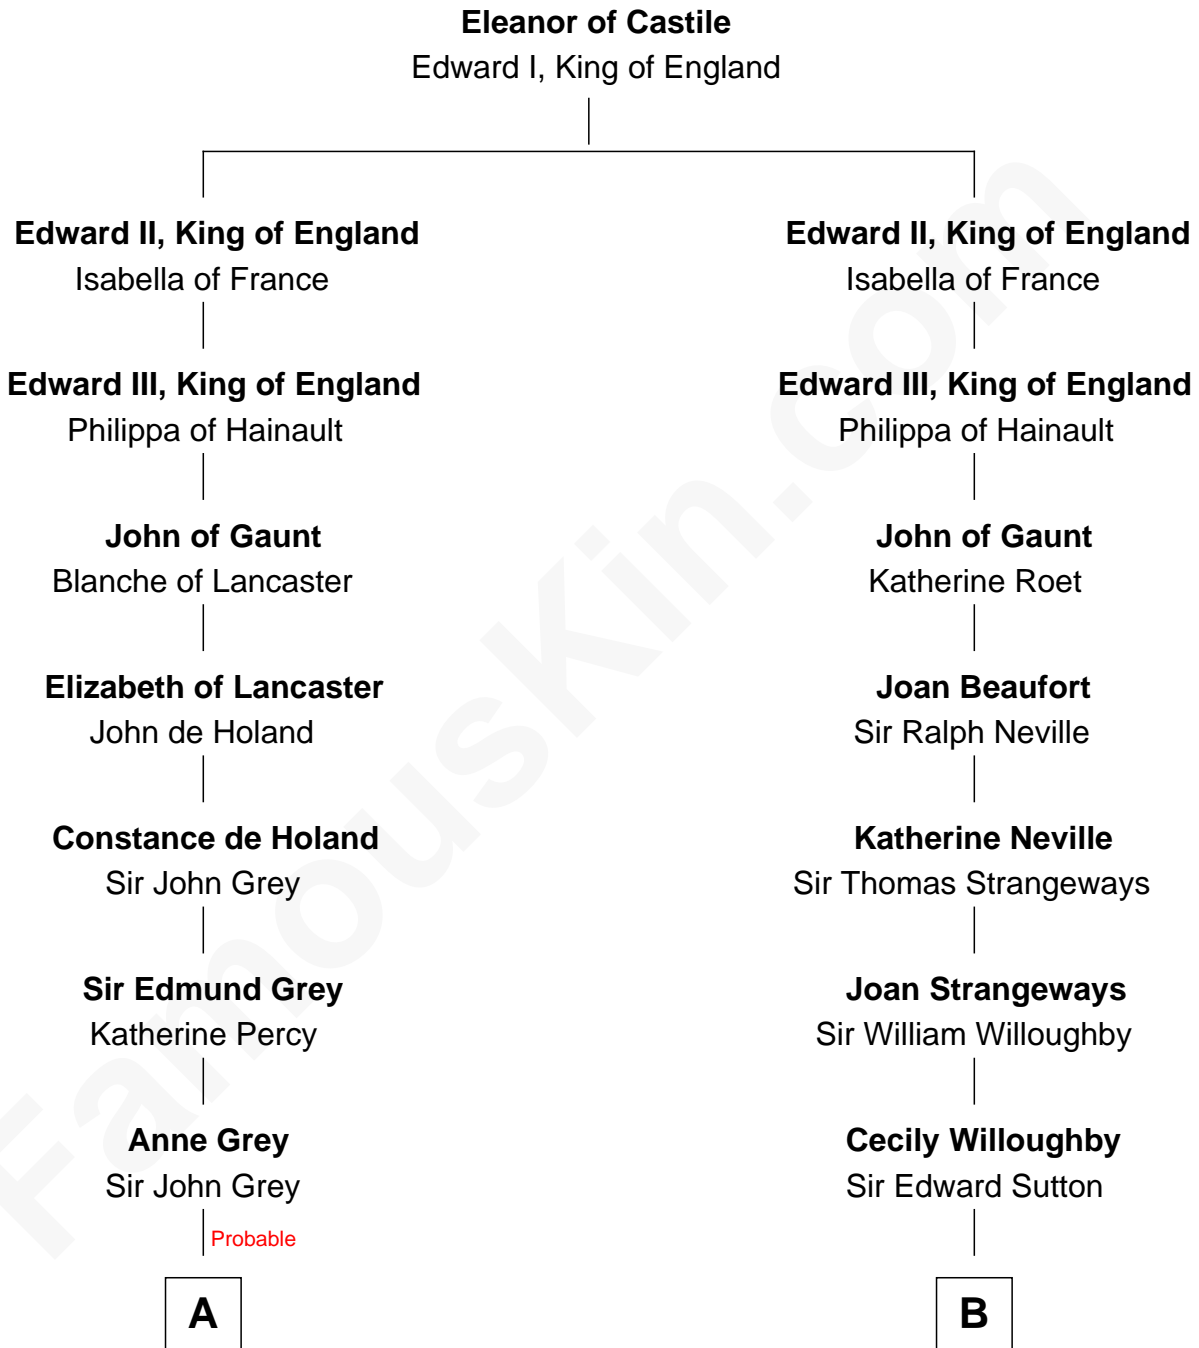 Eleanor of Castile
Edward I, King of England
Edward II, King of England
Isabella of France
Edward III, King of England
Philippa of Hainault
John of Gaunt
Blanche of Lancaster
Elizabeth of Lancaster
John de Holand
Constance de Holand
Sir John Grey
Sir Edmund Grey
Katherine Percy
Anne Grey
Sir John Grey
Probable
A
Edward II, King of England
Isabella of France
Edward III, King of England
Philippa of Hainault
John of Gaunt
Katherine Roet
Joan Beaufort
Sir Ralph Neville
Katherine Neville
Sir Thomas Strangeways
Joan Strangeways
Sir William Willoughby
Cecily Willoughby
Sir Edward Sutton
B
FamousKin.com